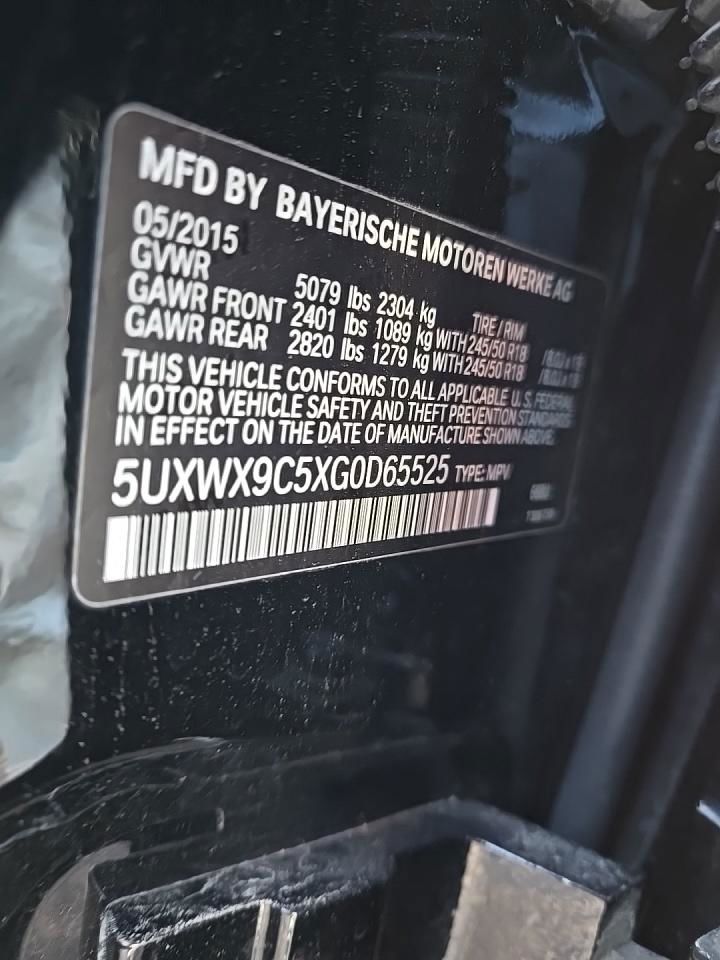 MFD BY BAYERISCHE MOTOREN WERKE AG
05/2015
GVWR 5079 lbs 2304 kg TIRE / RIM
GAWR FRONT 2401 lbs 1089 kg WITH 245/50 R18
GAWR REAR 2820 lbs 1279 kg WITH 245/50 R18
THIS VEHICLE CONFORMS TO ALL APPLICABLE U. S. FEDERAL
MOTOR VEHICLE SAFETY AND THEFT PREVENTION STANDARDS
IN EFFECT ON THE DATE OF MANUFACTURE SHOWN ABOVE.
5UXWX9C5XG0D65525 TYPE: MPV